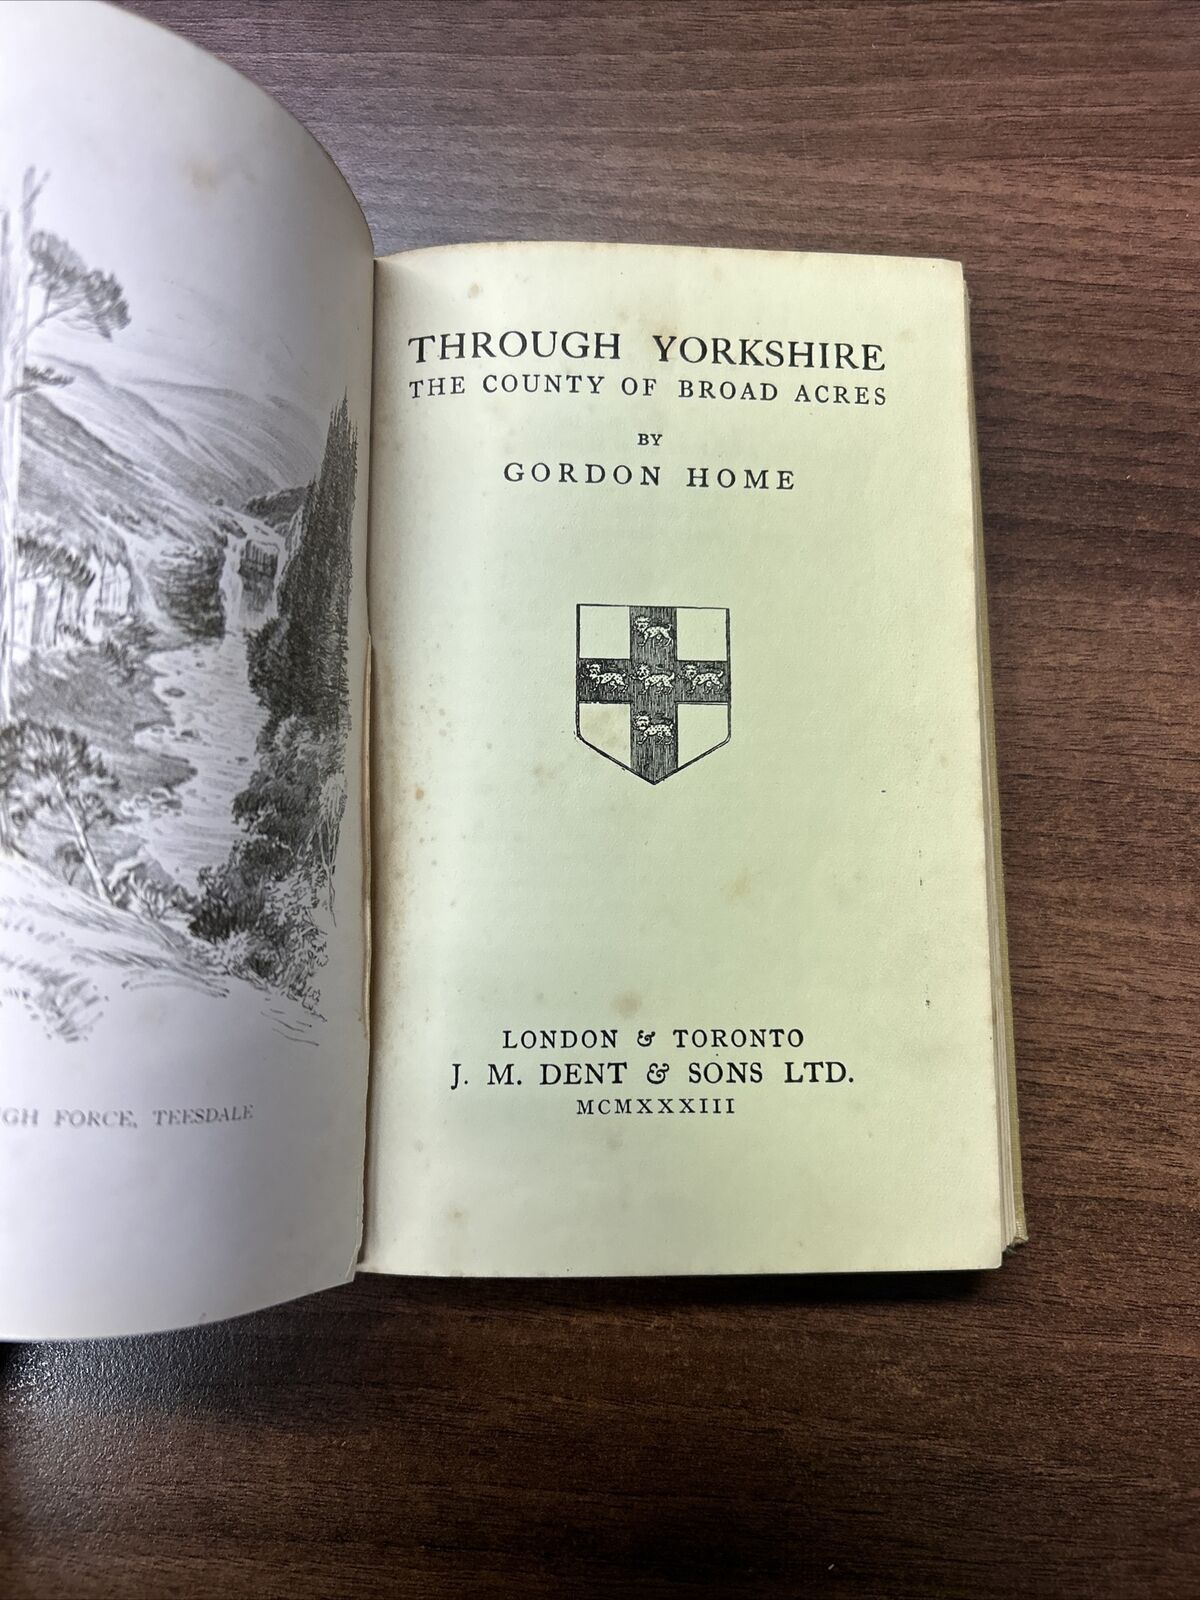 GH FORCE, TEESDALE
THROUGH YORKSHIRE
THE COUNTY OF BROAD ACRES
BY
GORDON HOME
LONDON & TORONTO
J. M. DENT & SONS LTD.
MCMXXXIII